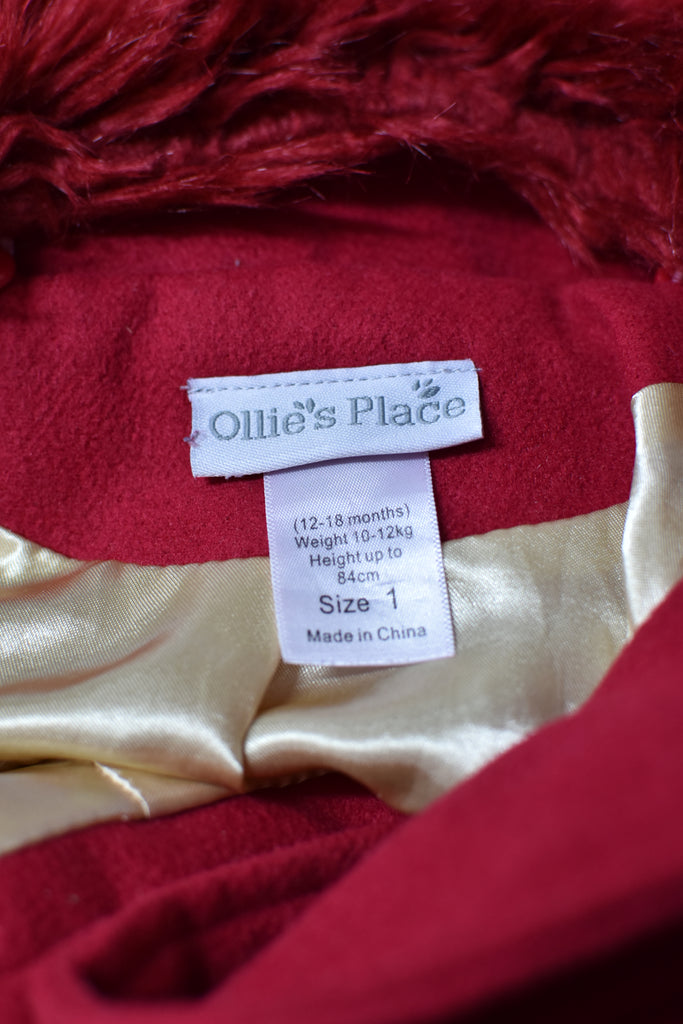 Ollie's Place
(12-18 months)
Weight 10-12kg
Height up to
84cm
Size 1
Made in China